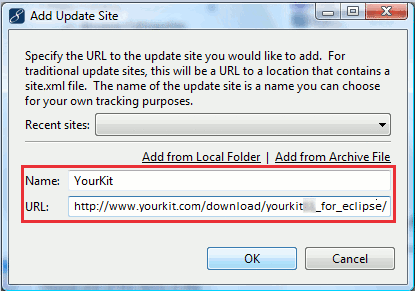 Add Update Site
Specify the URL to the update site you would like to add. For
traditional update sites, this will be a URL to a location that contains a
site.xml file. The name of the update site is a name you can choose
for your own tracking purposes.
Recent sites:
Add from Local Folder | Add from Archive File
Name: YourKit
URL: http://www.yourkit.com/download/yourkit _for_eclipse/
OK Cancel